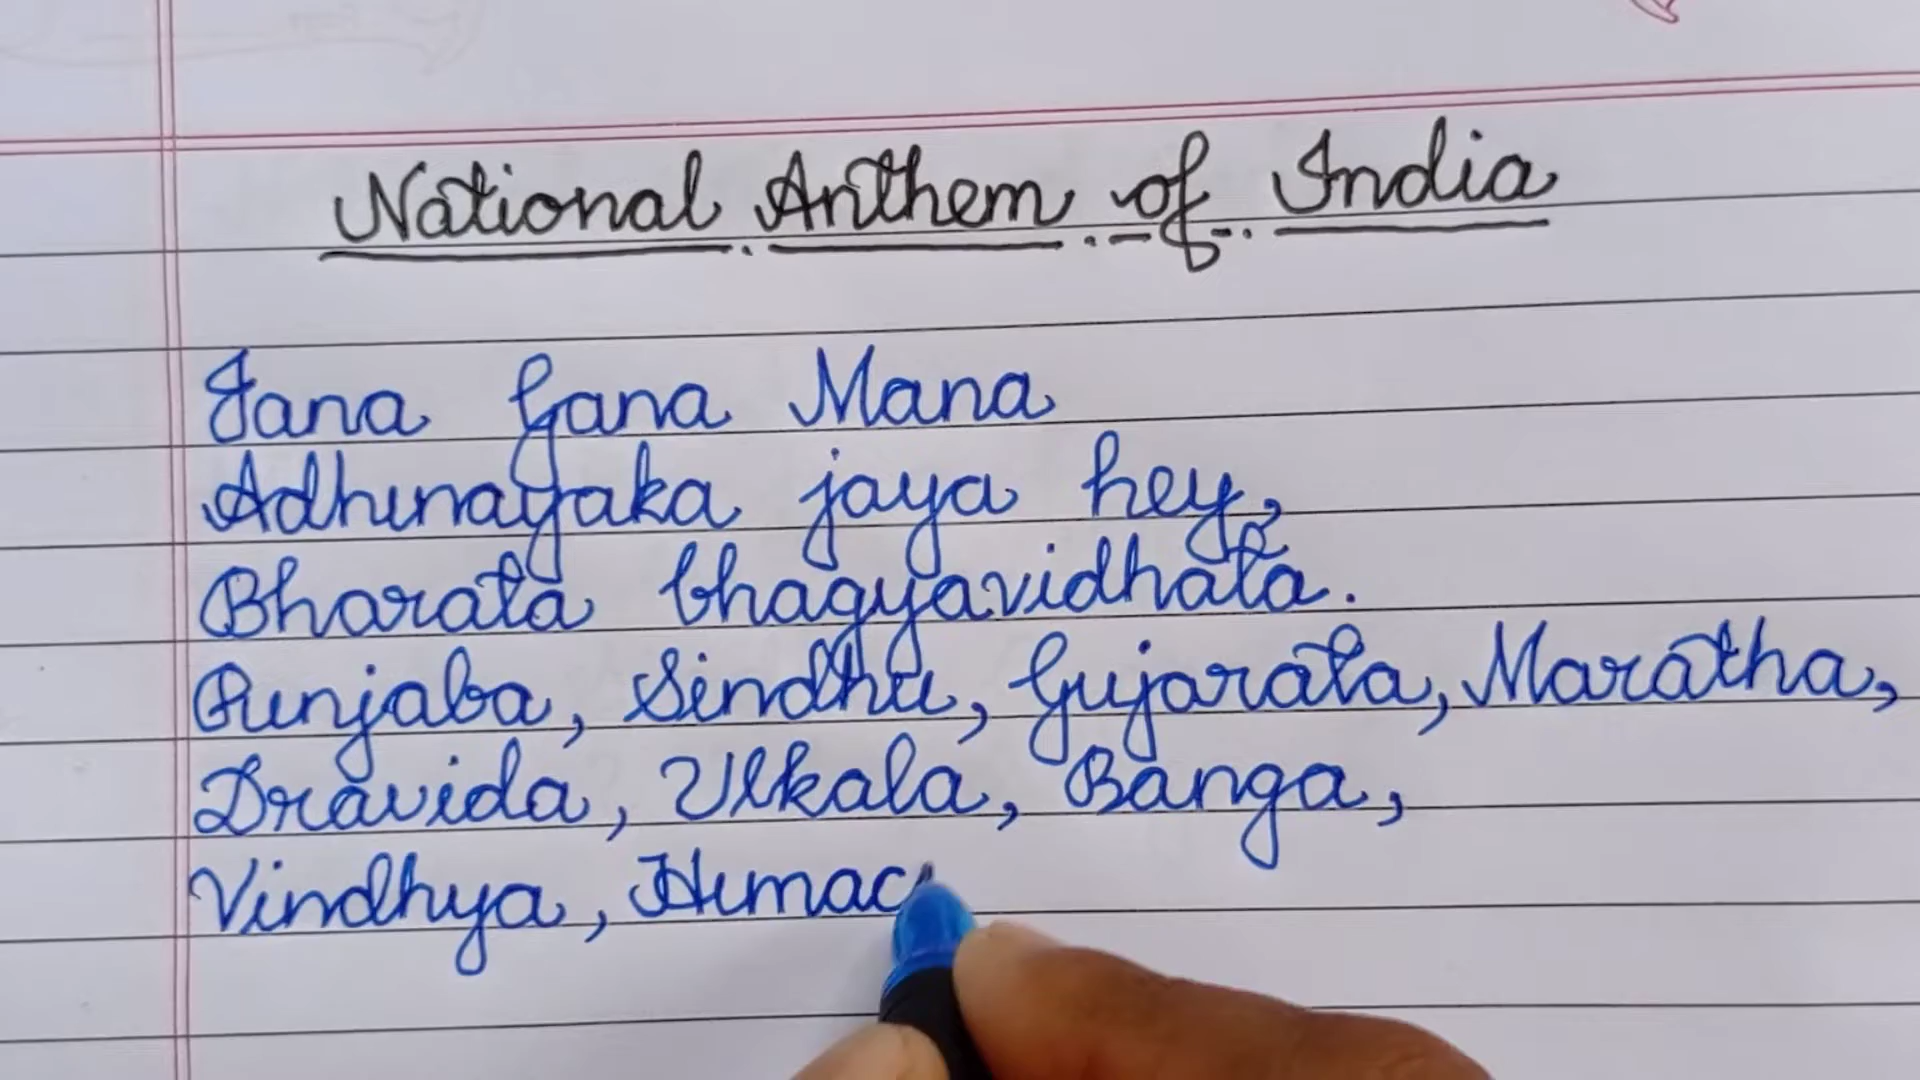 National Anthem of India
Jana Gana Mana
Adhinayaka jaya hey,
Bharata bhagyavidhata.
Punjaba, Sindhu, Gujarata, Maratha,
Dravida, Utkala, Banga,
Vindhya, Himac